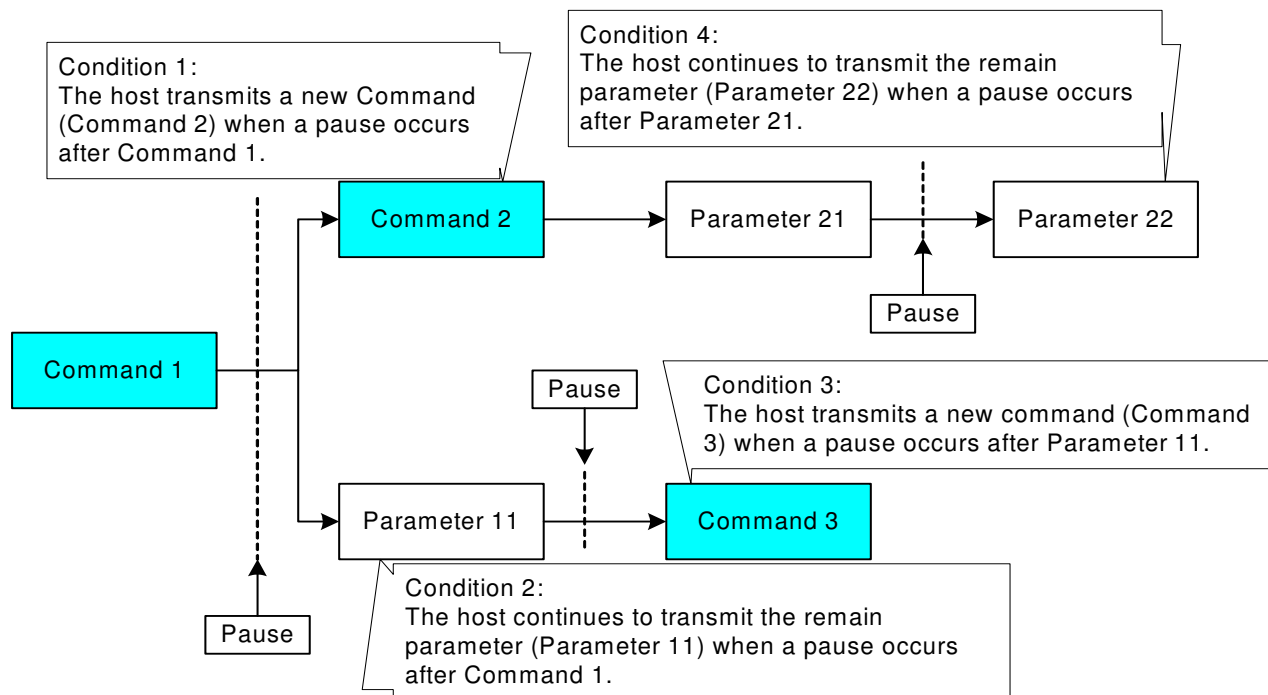 Condition 1:
The host transmits a new Command
(Command 2) when a pause occurs
after Command 1.
Condition 4:
The host continues to transmit the remain
parameter (Parameter 22) when a pause occurs
after Parameter 21.
Command 2
Parameter 21
Parameter 22
Pause
Command 1
Pause
Condition 3:
The host transmits a new command (Command
3) when a pause occurs after Parameter 11.
Parameter 11
Command 3
Pause
Condition 2:
The host continues to transmit the remain
parameter (Parameter 11) when a pause occurs
after Command 1.